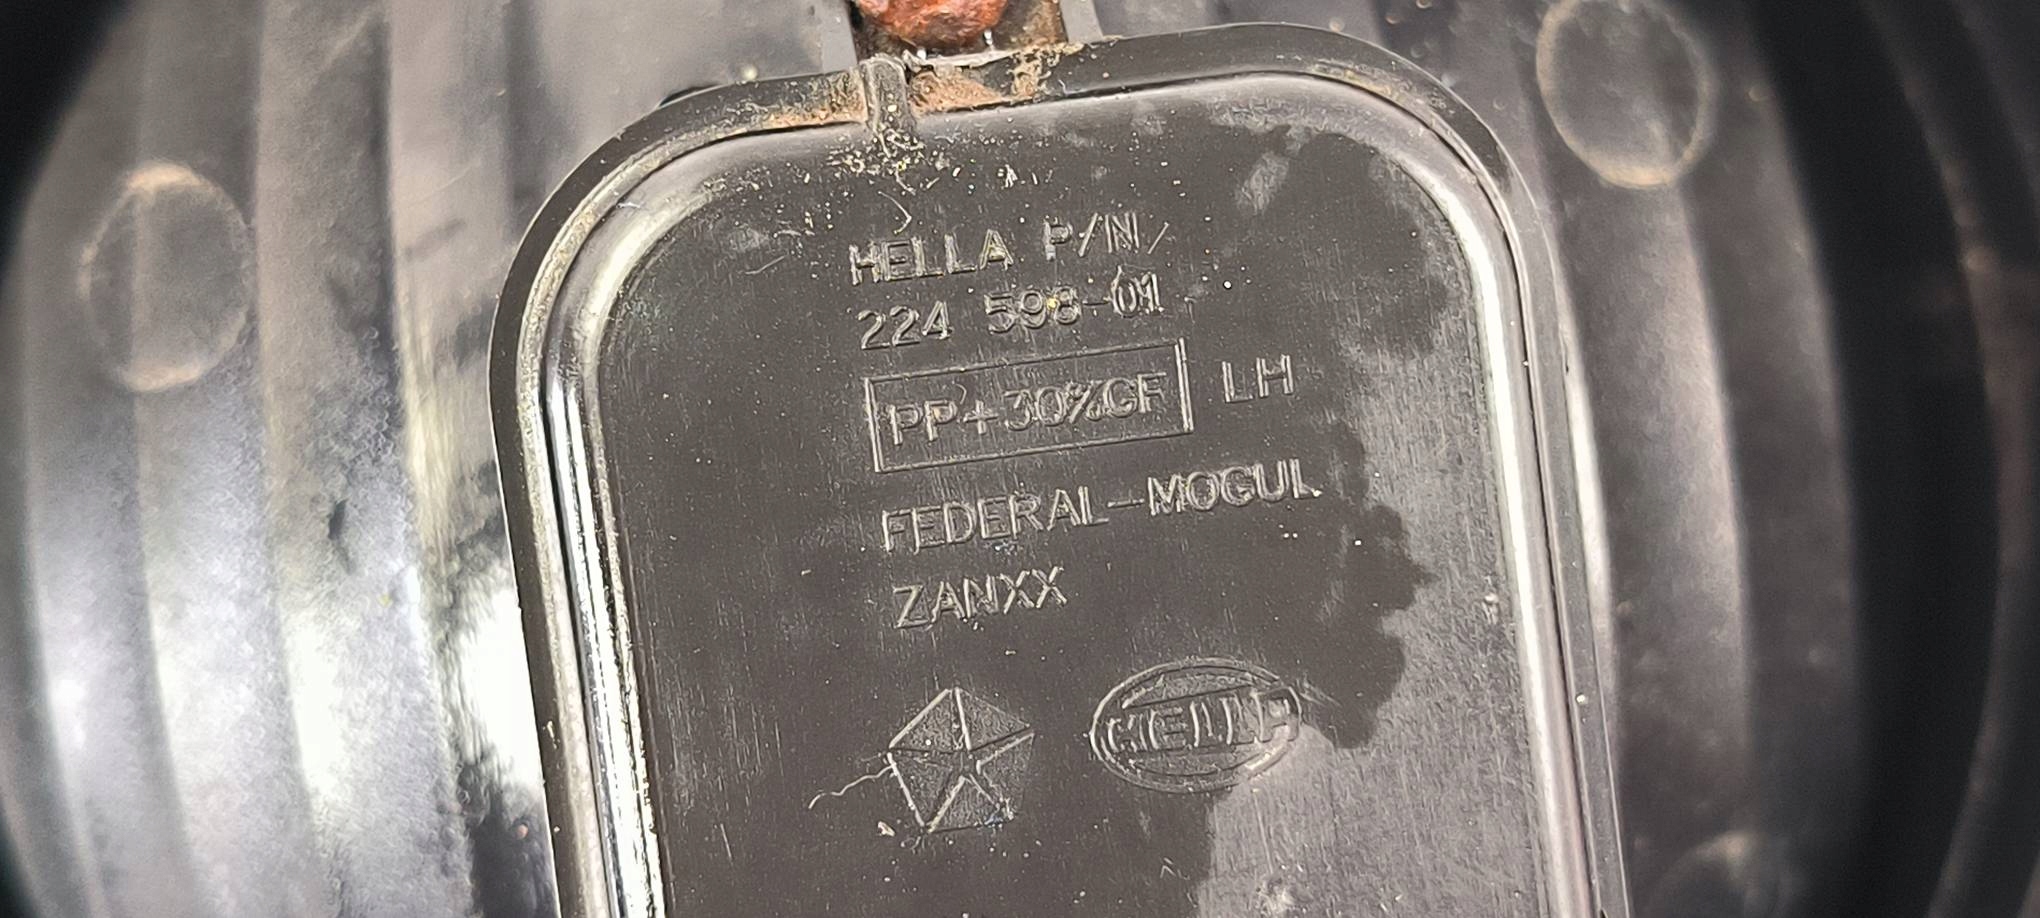 HELLA P/N
224 598-01
PP+30%GF LH
FEDERAL-MOGUL
ZANXX
HELLA